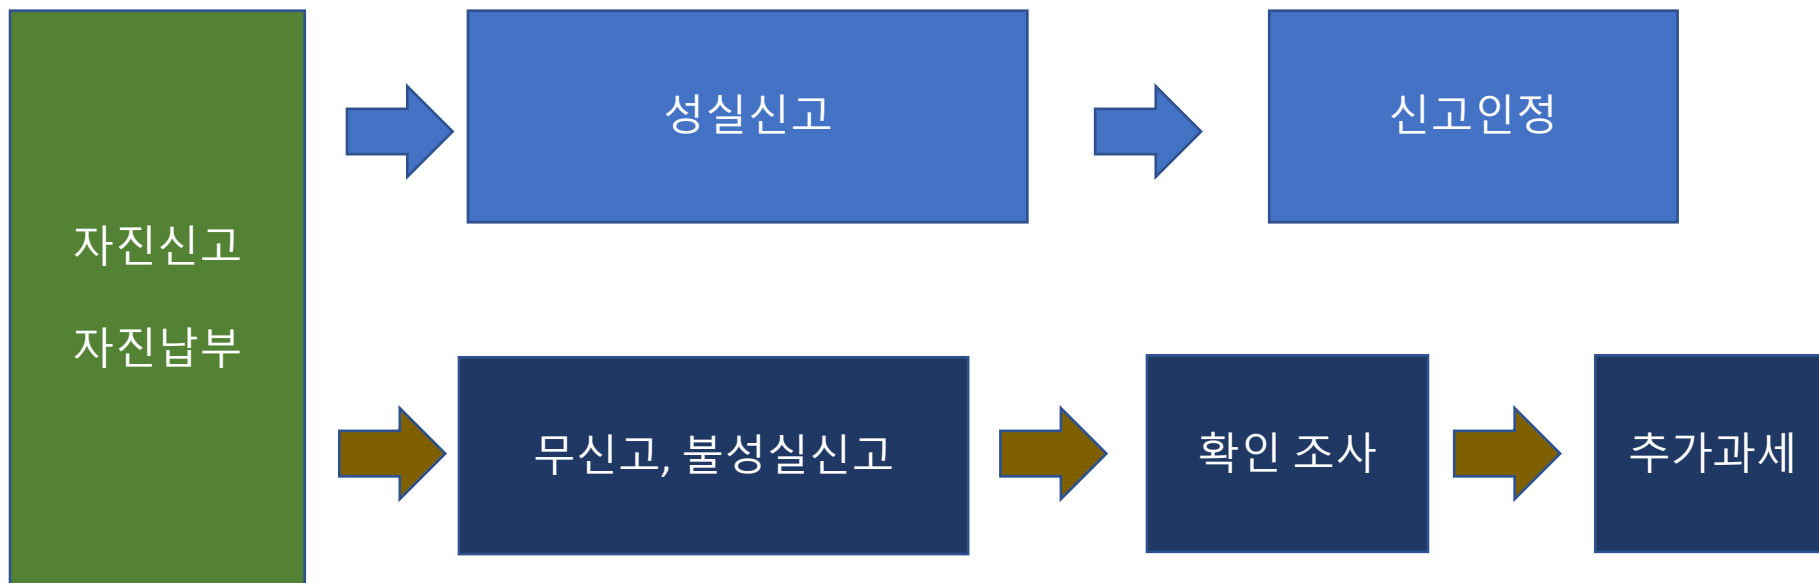 자진신고
자진납부
성실신고
신고인정
무신고, 불성실신고
확인 조사
추가과세